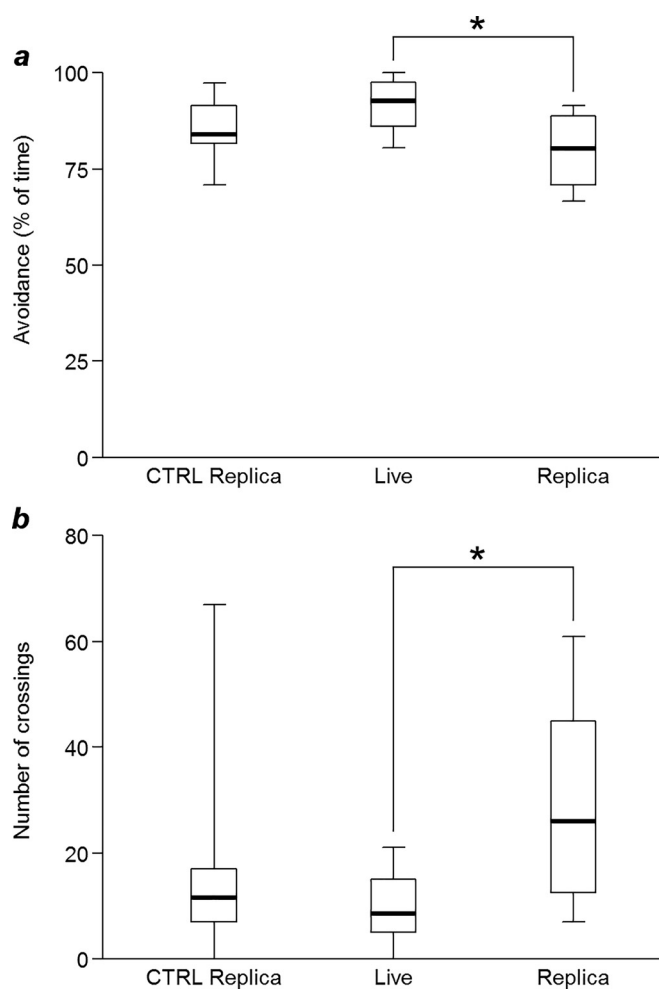 a
*
100
75
50
25
0
Avoidance (% of time)
CTRL Replica Live Replica
b
*
80
60
40
20
0
Number of crossings
CTRL Replica Live Replica